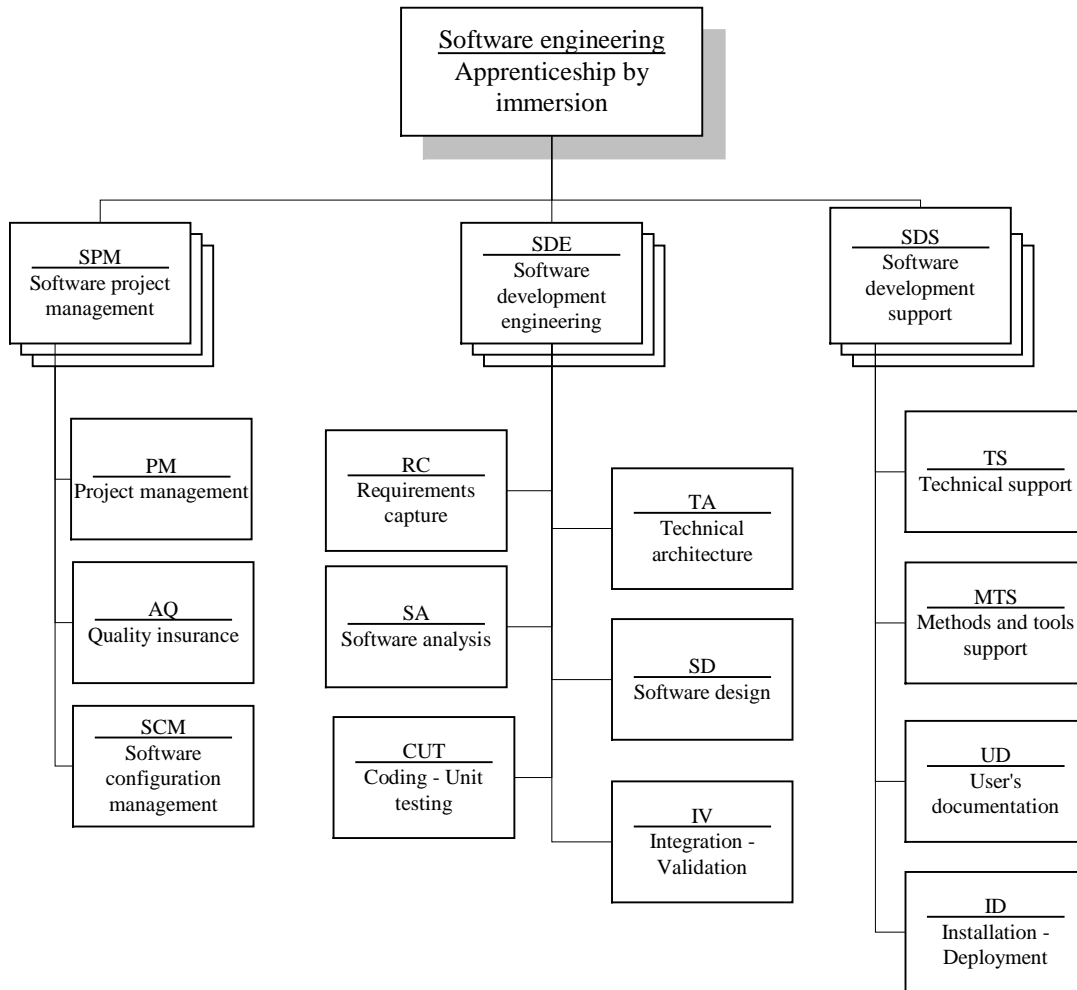 Software engineering
Apprenticeship by
immersion
SPM
Software project
management
SDE
Software
development
engineering
SDS
Software
development
support
PM
Project management
AQ
Quality insurance
SCM
Software
configuration
management
RC
Requirements
capture
SA
Software analysis
CUT
Coding - Unit
testing
TA
Technical
architecture
SD
Software design
IV
Integration -
Validation
TS
Technical support
MTS
Methods and tools
support
UD
User's
documentation
ID
Installation -
Deployment